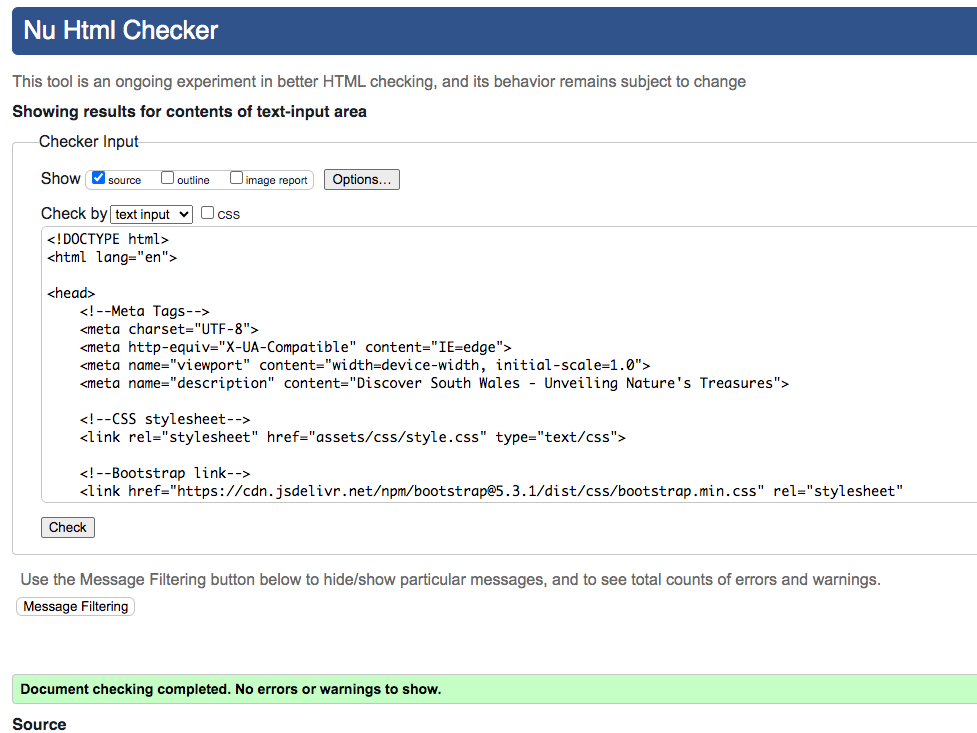 Nu Html Checker
This tool is an ongoing experiment in better HTML checking, and its behavior remains subject to change
Showing results for contents of text-input area
Checker Input
Show source outline image report Options...
Check by text input css
<!DOCTYPE html>
<html lang="en">
<head>
<!--Meta Tags-->
<meta charset="UTF-8">
<meta http-equiv="X-UA-Compatible" content="IE=edge">
<meta name="viewport" content="width=device-width, initial-scale=1.0">
<meta name="description" content="Discover South Wales - Unveiling Nature's Treasures">
<!--CSS stylesheet-->
<link rel="stylesheet" href="assets/css/style.css" type="text/css">
<!--Bootstrap link-->
<link href="https://cdn.jsdelivr.net/npm/bootstrap@5.3.1/dist/css/bootstrap.min.css" rel="stylesheet"
Check
Use the Message Filtering button below to hide/show particular messages, and to see total counts of errors and warnings.
Message Filtering
Document checking completed. No errors or warnings to show.
Source